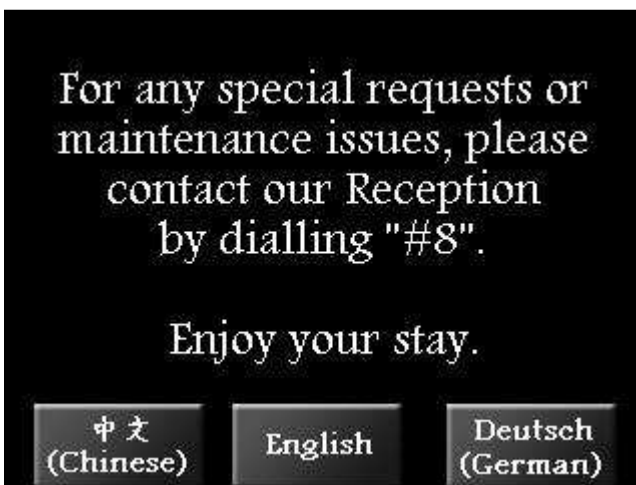 For any special requests or
maintenance issues, please
contact our Reception
by dialling "#8".
Enjoy your stay.
中文
(Chinese)
English
Deutsch
(German)